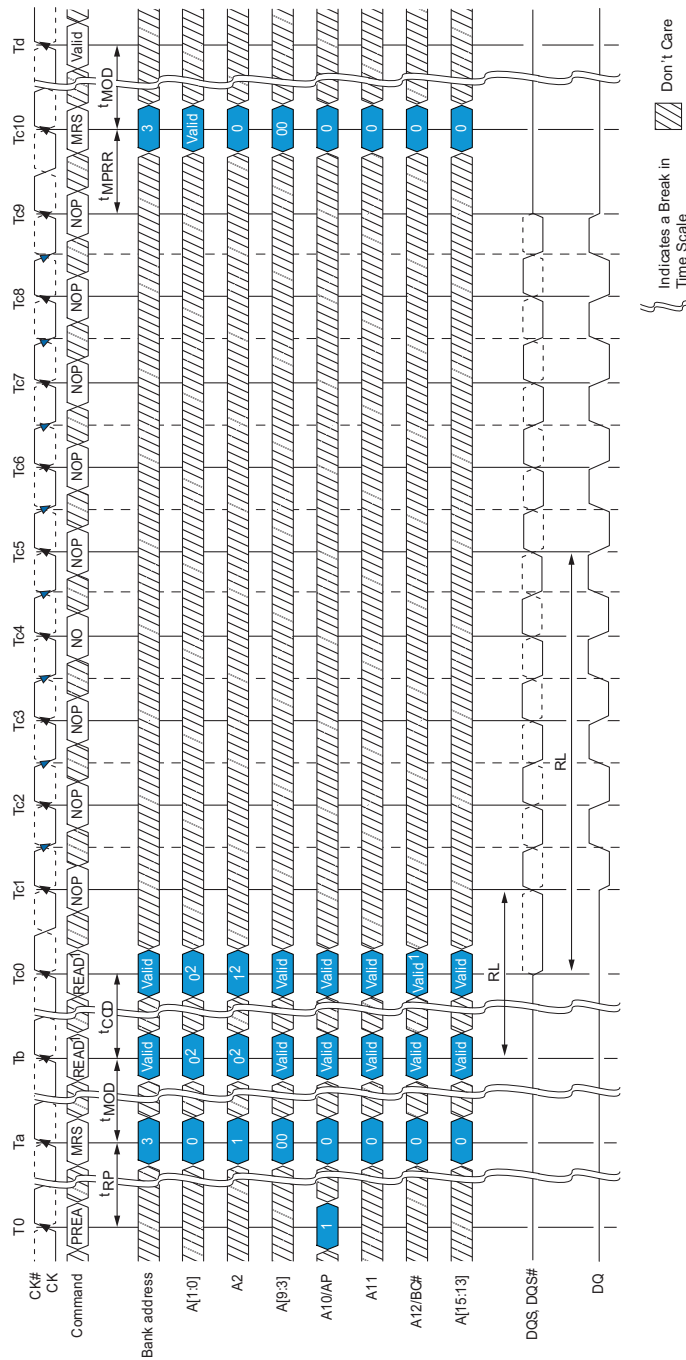 T0 Ta Tb Tc0 Tc1 Tc2 Tc3 Tc4 Tc5 Tc6 Tc7 Tc8 Tc9 Tc10 Td
CK#
CK
Command PREA MRS READ1 READ1 NOP NOP NOP NO NOP NOP NOP NOP NOP MRS Valid
tRP tMOD tCCD tMPRR tMOD
Bank address 3 Valid Valid 3
A[1:0] 0 0² 0² Valid
A2 1 0² 1² 0
A[9:3] 00 Valid Valid 00
A10/AP 1 0 Valid Valid 0
A11 0 Valid Valid 0
A12/BC# 0 Valid Valid 1 0
A[15:13] 0 Valid Valid 0
RL
DQS, DQS#
RL
DQ
Indicates a Break in
Time Scale
Don't Care